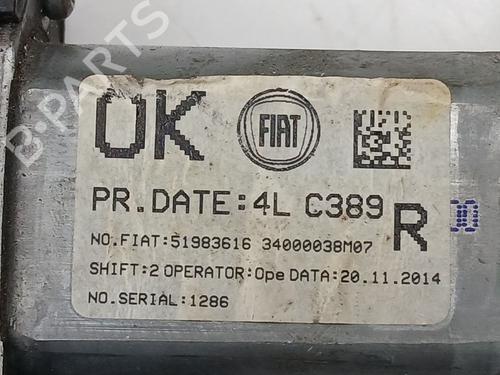 OK FIAT
PR.DATE:4L C389
R
NO.FIAT:51983616 34000038M07
SHIFT:2 OPERATOR:Ope DATA:20.11.2014
NO.SERIAL:1286
B-PARTS